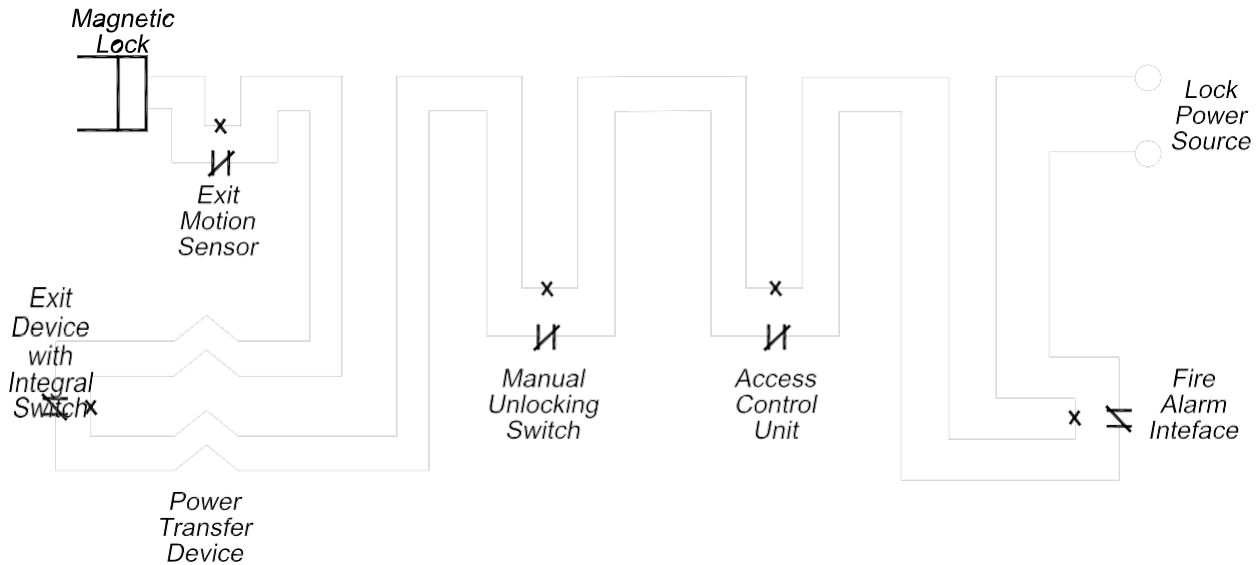 Magnetic
Lock
Lock
Power
Source
Exit
Motion
Sensor
Exit
Device
with
Integral
Switch
Manual
Unlocking
Switch
Access
Control
Unit
Fire
Alarm
Inteface
Power
Transfer
Device